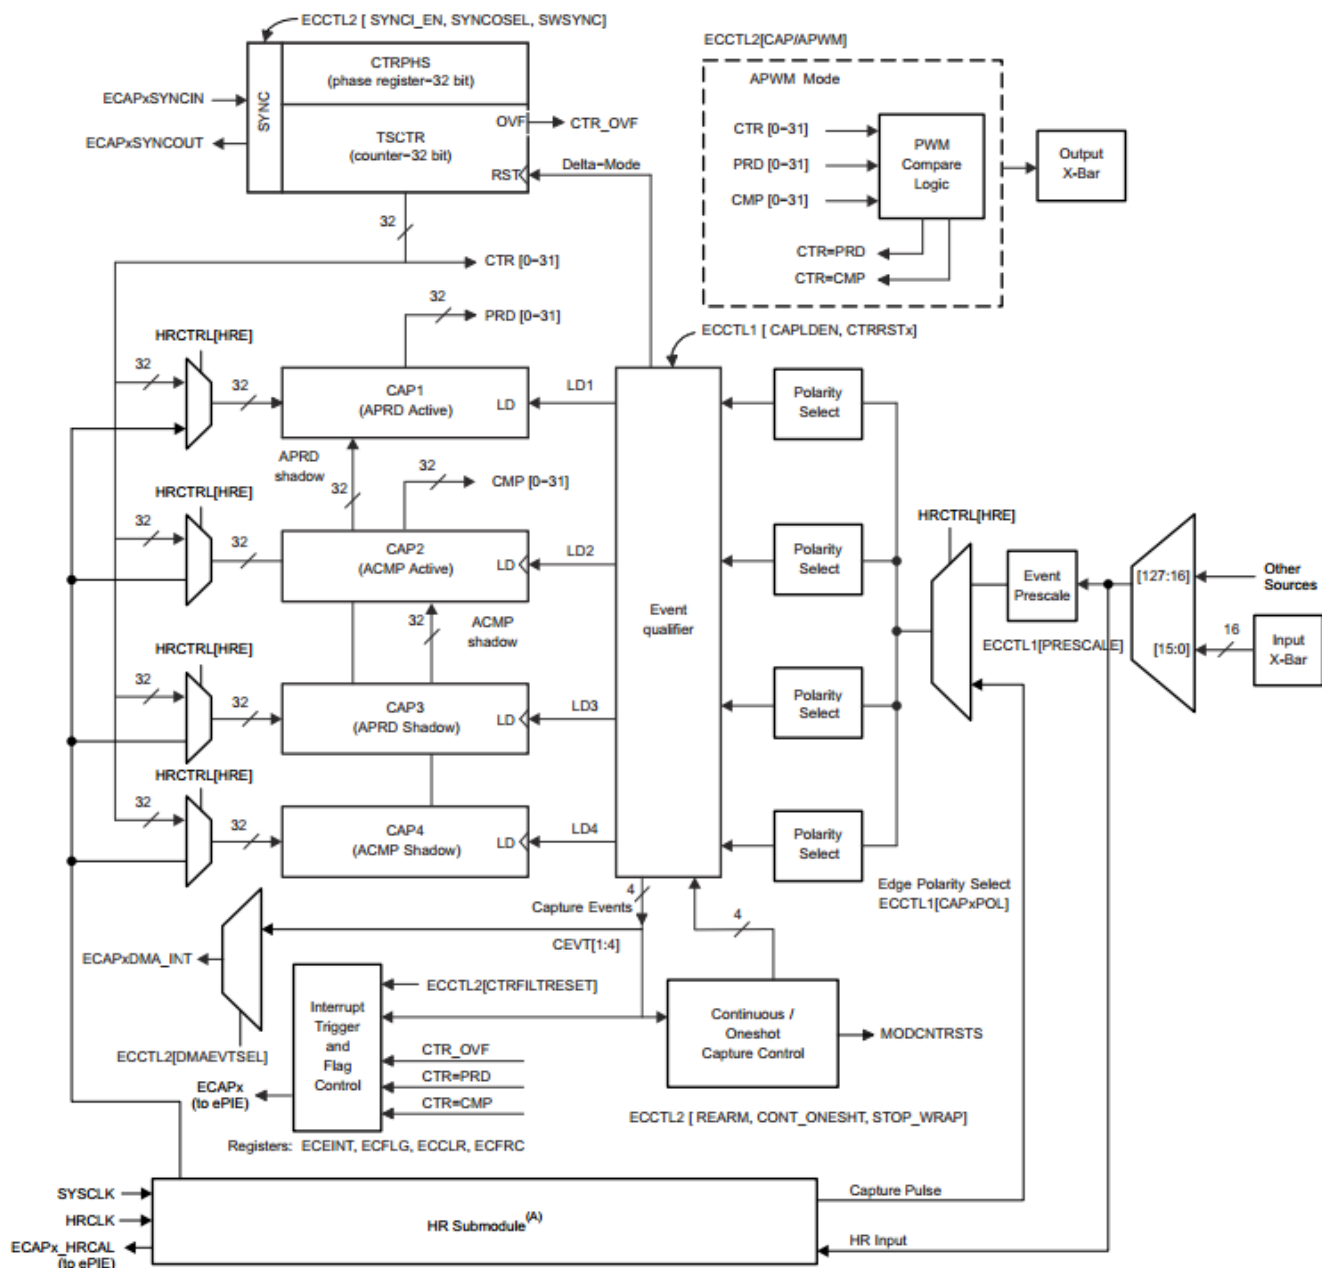 ECCTL2 [ SYNCI_EN, SYNCOSEL, SWSYNC]
ECCTL2[CAP/APWM]
SYNC
CTRPHS
(phase register−32 bit)
APWM Mode
ECAPxSYNCIN
OVF
CTR_OVF
CTR [0−31]
PWM
Compare
Logic
Output
X-Bar
ECAPxSYNCOUT
TSCTR
(counter−32 bit)
Delta−Mode
PRD [0−31]
RST
CMP [0−31]
32
CTR=PRD
CTR [0−31]
CTR=CMP
32
PRD [0−31]
HRCTRL[HRE]
ECCTL1 [ CAPLDEN, CTRRSTx]
32
32
CAP1
(APRD Active)
LD
LD1
Polarity
Select
APRD
shadow
32
32
CMP [0−31]
HRCTRL[HRE]
HRCTRL[HRE]
32
32
CAP2
(ACMP Active)
LD
LD2
Polarity
Select
Event
Prescale
[127:16]
Other
Sources
Event
qualifier
32
ACMP
shadow
ECCTL1[PRESCALE]
[15:0]
16
Input
X-Bar
HRCTRL[HRE]
32
32
CAP3
(APRD Shadow)
LD
LD3
Polarity
Select
HRCTRL[HRE]
32
32
CAP4
(ACMP Shadow)
LD
LD4
Polarity
Select
4
Capture Events
4
Edge Polarity Select
ECCTL1[CAPxPOL]
CEVT[1:4]
ECAPxDMA_INT
ECCTL2[CTRFILTRESET]
Interrupt
Trigger
and
Flag
Control
Continuous /
Oneshot
Capture Control
MODCNTRSTS
ECCTL2[DMAEVTSEL]
CTR_OVF
CTR=PRD
CTR=CMP
ECAPx
(to ePIE)
ECCTL2 [ REARM, CONT_ONESHT, STOP_WRAP]
Registers: ECEINT, ECFLG, ECCLR, ECFRC
SYSCLK
Capture Pulse
HRCLK
HR Submodule(A)
ECAPx_HRCAL
(to ePIE)
HR Input